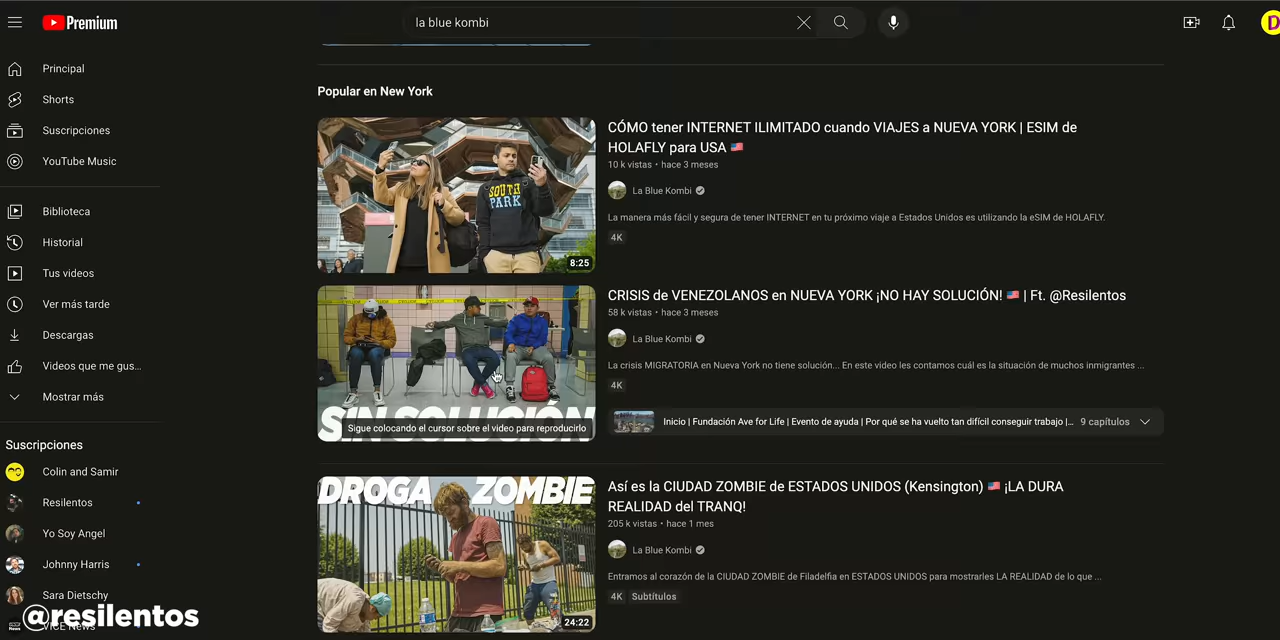 Premium
la blue kombi
D
Principal
Shorts
Suscripciones
YouTube Music
Biblioteca
Historial
Tus videos
Ver más tarde
Descargas
Videos que me gus...
Mostrar más
Suscripciones
Colin and Samir
Resilentos
Yo Soy Angel
Johnny Harris
Sara Dietschy
VICE News
@resilentos
Popular en New York
SOUTH
PARK
8:25
CÓMO tener INTERNET ILIMITADO cuando VIAJES a NUEVA YORK | ESIM de
HOLAFLY para USA 🇺🇸
10 k vistas • hace 3 meses
La Blue Kombi
La manera más fácil y segura de tener INTERNET en tu próximo viaje a Estados Unidos es utilizando la eSIM de HOLAFLY.
4K
SIN SOLUCIÓN
Sigue colocando el cursor sobre el video para reproducirlo
CRISIS de VENEZOLANOS en NUEVA YORK ¡NO HAY SOLUCIÓN! 🇺🇸 | Ft. @Resilentos
58 k vistas • hace 3 meses
La Blue Kombi
La crisis MIGRATORIA en Nueva York no tiene solución... En este video les contamos cuál es la situación de muchos inmigrantes ...
4K
Inicio | Fundación Ave for Life | Evento de ayuda | Por qué se ha vuelto tan difícil conseguir trabajo |... 9 capítulos
DROGA ZOMBIE
24:22
Así es la CIUDAD ZOMBIE de ESTADOS UNIDOS (Kensington) 🇺🇸 ¡LA DURA
REALIDAD del TRANQ!
205 k vistas • hace 1 mes
La Blue Kombi
Entramos al corazón de la CIUDAD ZOMBIE de Filadelfia en ESTADOS UNIDOS para mostrarles LA REALIDAD de lo que ...
4K Subtítulos